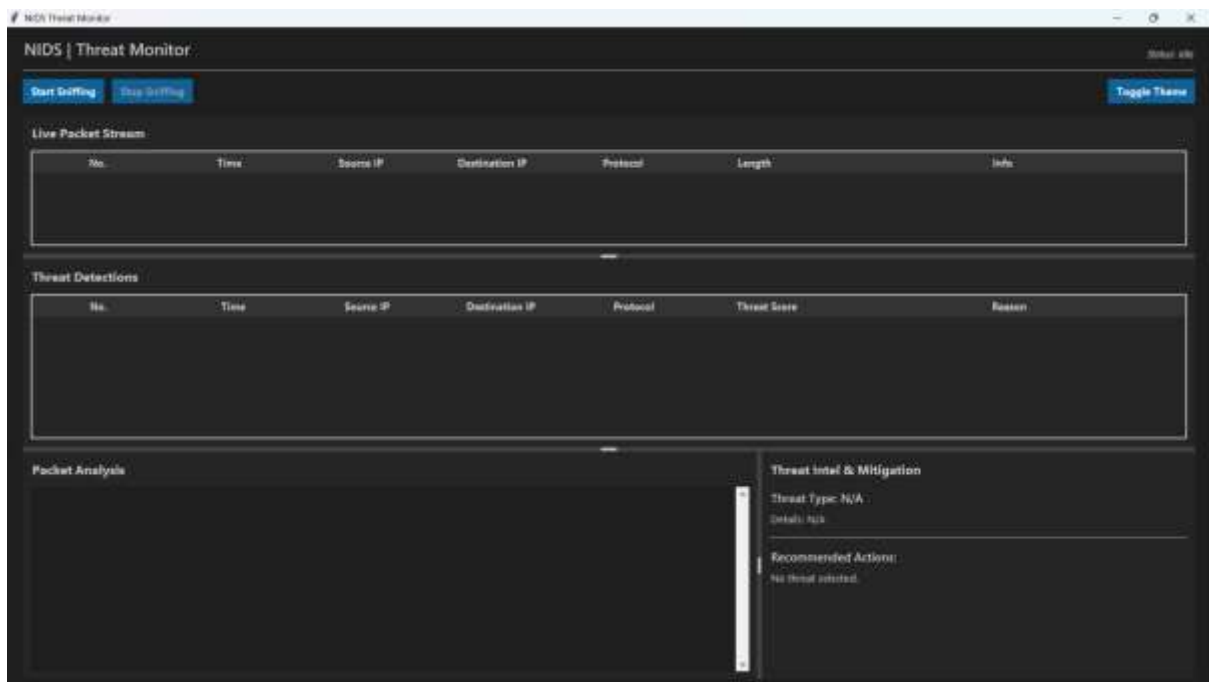 NIDS Threat Monitor
NIDS | Threat Monitor
Status: Idle
Start Sniffing Stop Sniffing Toggle Theme
Live Packet Stream
No. Time Source IP Destination IP Protocol Length Info
Threat Detections
No. Time Source IP Destination IP Protocol Threat Score Reason
Packet Analysis
Threat Intel & Mitigation
Threat Type: N/A
Details: N/A
Recommended Actions:
No threat selected.